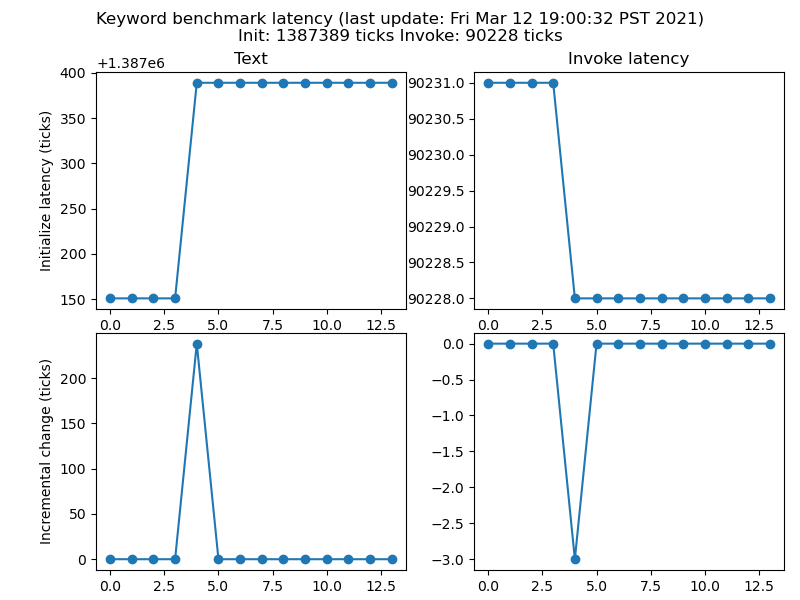 Keyword benchmark latency (last update: Fri Mar 12 19:00:32 PST 2021)
Init: 1387389 ticks Invoke: 90228 ticks
Text
+1.387e6
Initialize latency (ticks)
400
350
300
250
200
150
0.0 2.5 5.0 7.5 10.0 12.5
Invoke latency
90231.0
90230.5
90230.0
90229.5
90229.0
90228.5
90228.0
0.0 2.5 5.0 7.5 10.0 12.5
Incremental change (ticks)
200
150
100
50
0
0.0 2.5 5.0 7.5 10.0 12.5
0.0
−0.5
−1.0
−1.5
−2.0
−2.5
−3.0
0.0 2.5 5.0 7.5 10.0 12.5